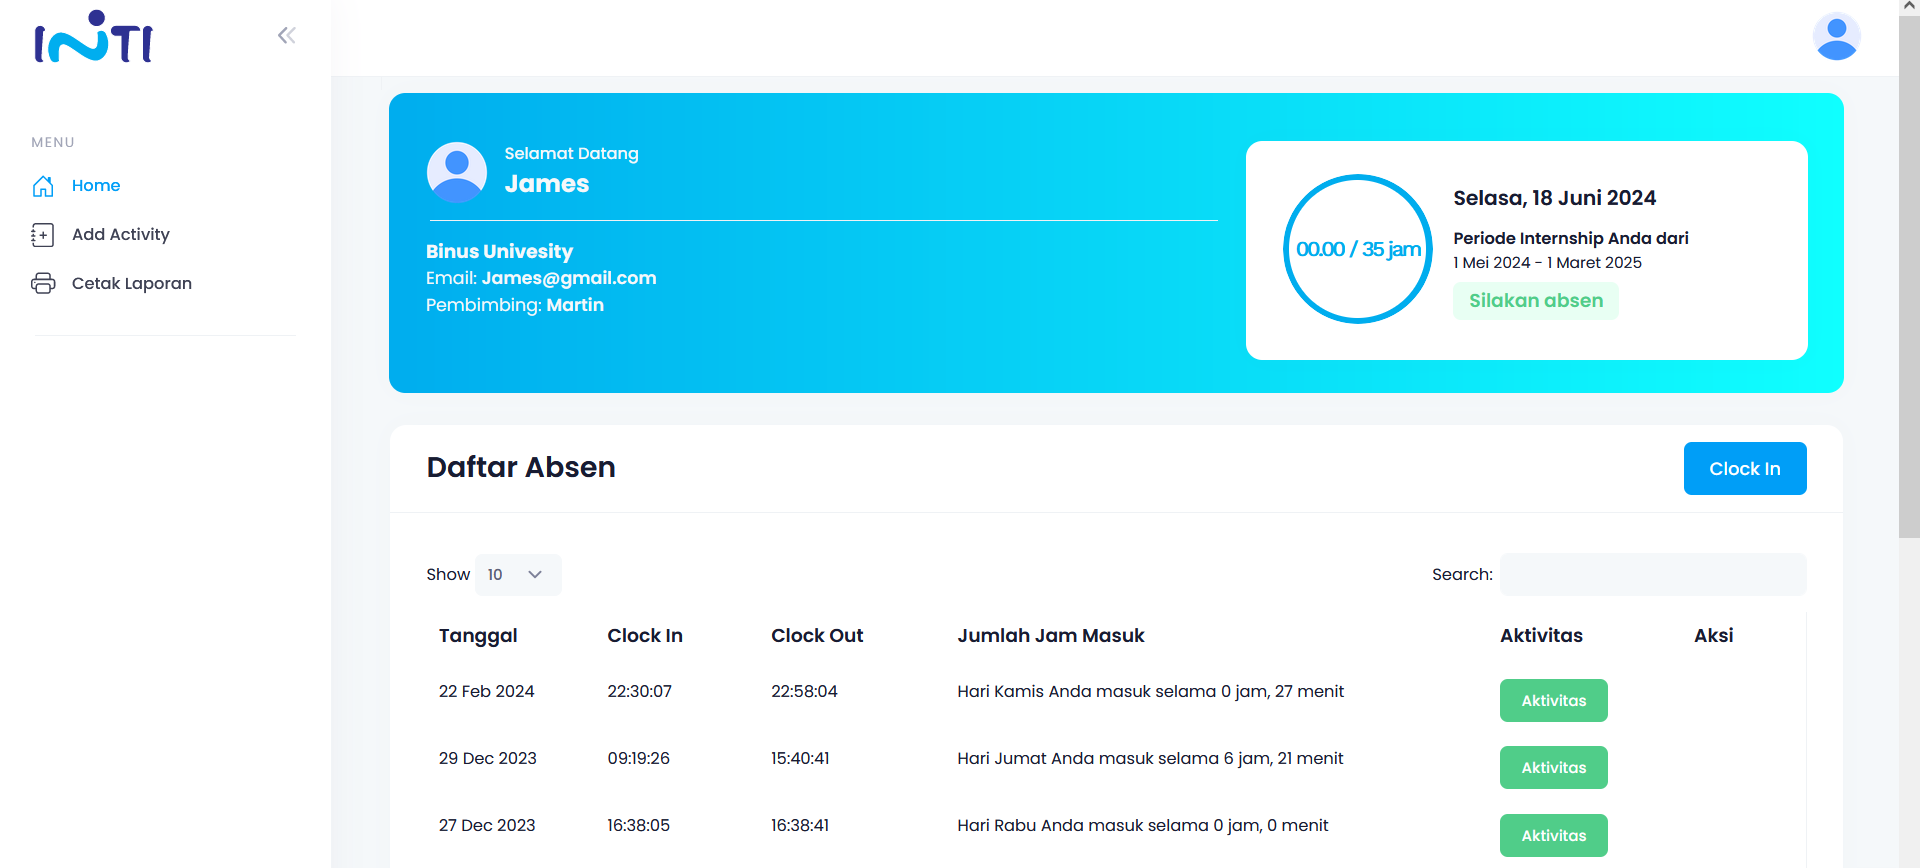 INITI
MENU
Home
Add Activity
Cetak Laporan
Selamat Datang
James
Binus Univesity
Email: James@gmail.com
Pembimbing: Martin
00.00 / 35 jam
Selasa, 18 Juni 2024
Periode Internship Anda dari
1 Mei 2024 - 1 Maret 2025
Silakan absen
Daftar Absen
Clock In
Show 10
Search:
Tanggal Clock In Clock Out Jumlah Jam Masuk Aktivitas Aksi
22 Feb 2024 22:30:07 22:58:04 Hari Kamis Anda masuk selama 0 jam, 27 menit Aktivitas
29 Dec 2023 09:19:26 15:40:41 Hari Jumat Anda masuk selama 6 jam, 21 menit Aktivitas
27 Dec 2023 16:38:05 16:38:41 Hari Rabu Anda masuk selama 0 jam, 0 menit Aktivitas